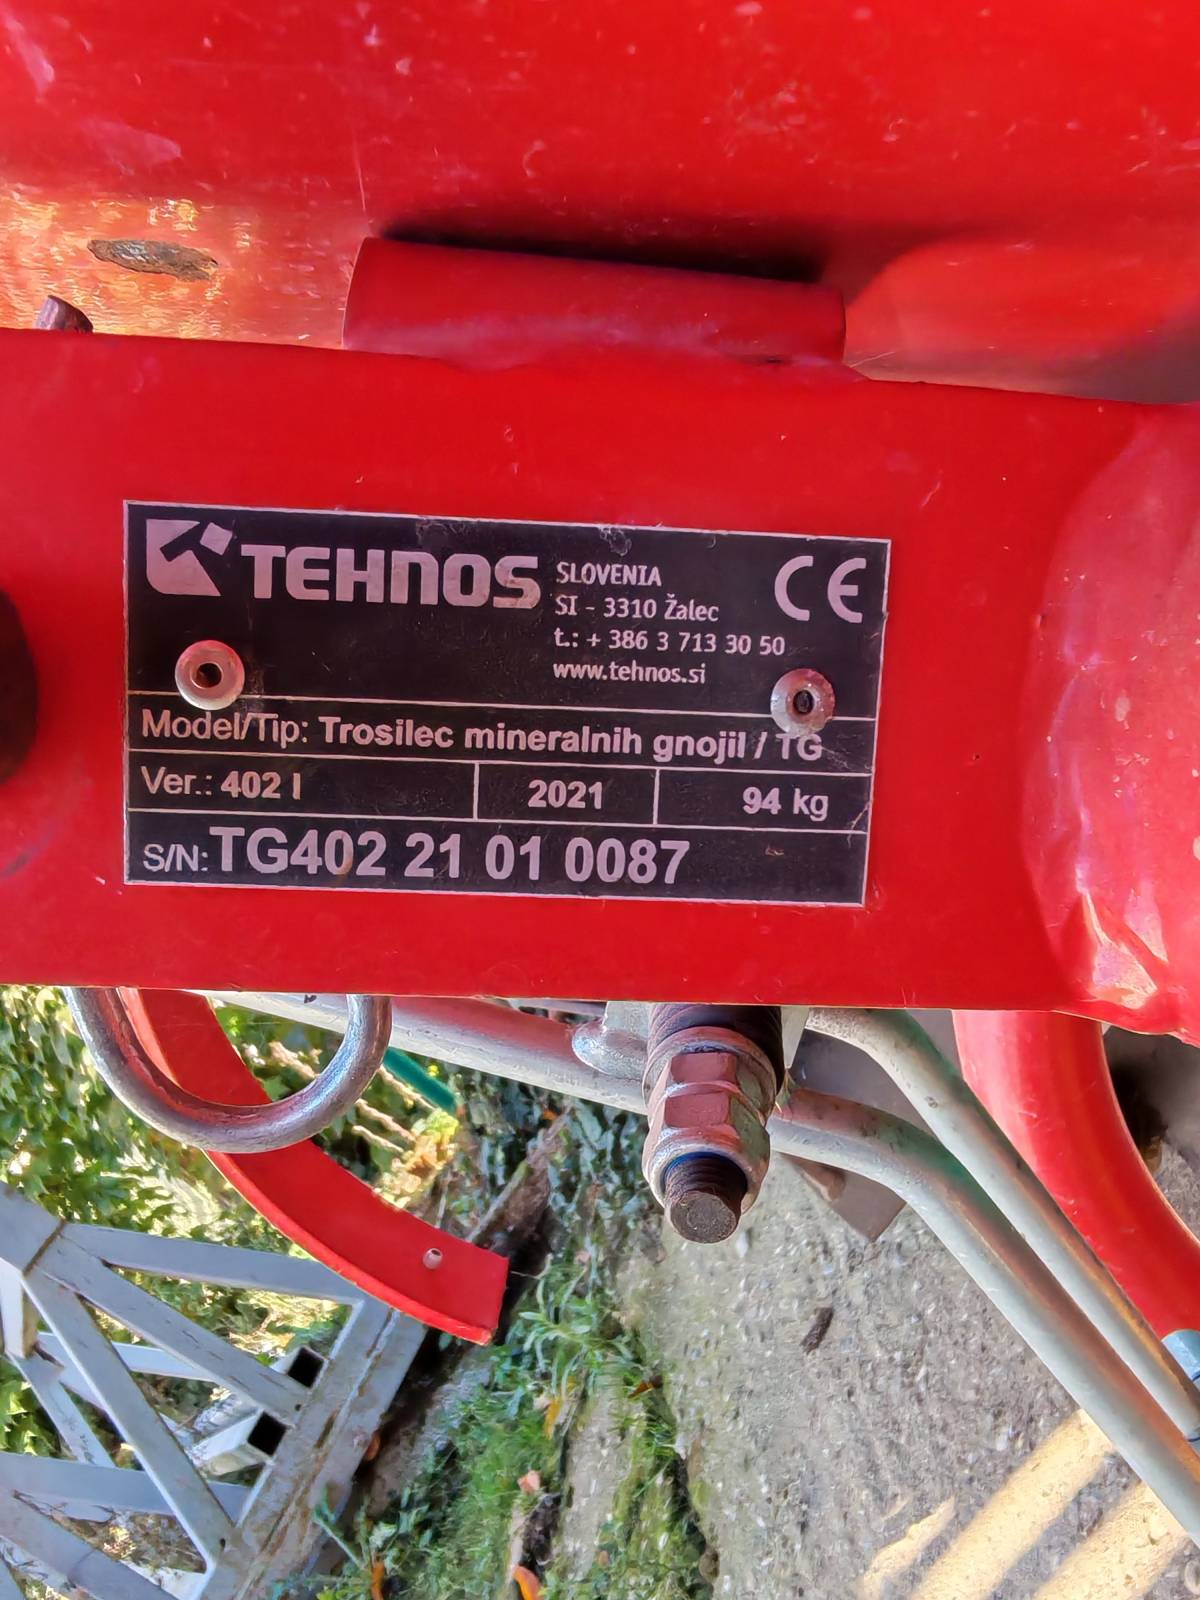 TEHNOS
SLOVENIA
SI - 3310 Žalec
t.: + 386 3 713 30 50
www.tehnos.si
CE
Model/Tip: Trosilec mineralnih gnojil / TG
Ver.: 402 l 2021 94 kg
S/N: TG402 21 01 0087